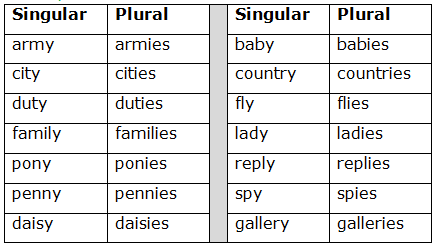 Singular Plural Singular Plural
army armies baby babies
city cities country countries
duty duties fly flies
family families lady ladies
pony ponies reply replies
penny pennies spy spies
daisy daisies gallery galleries